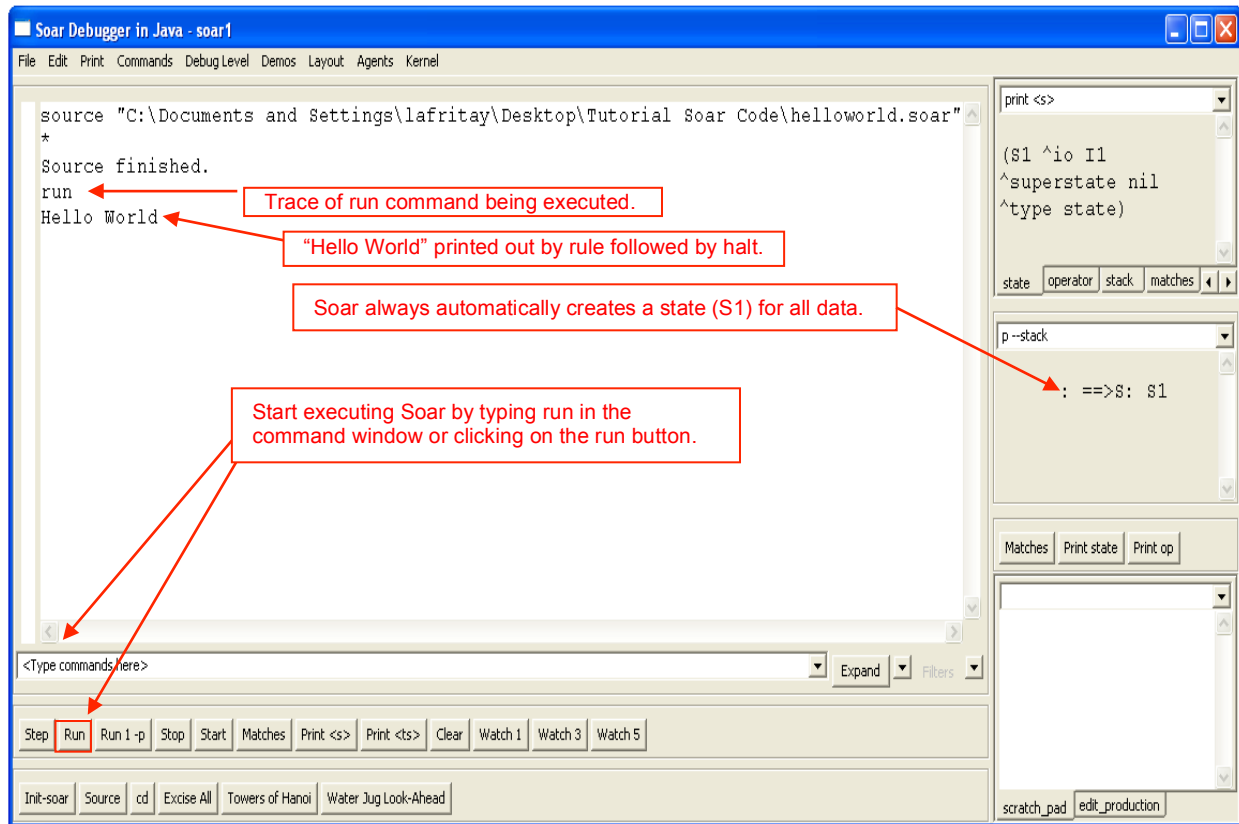 Soar Debugger in Java - soar1
File Edit Print Commands Debug Level Demos Layout Agents Kernel
source "C:\Documents and Settings\lafritay\Desktop\Tutorial Soar Code\helloworld.soar"
*
Source finished.
run
Trace of run command being executed.
Hello World
“Hello World” printed out by rule followed by halt.
Soar always automatically creates a state (S1) for all data.
Start executing Soar by typing run in the
command window or clicking on the run button.
<Type commands here>
Expand
Filters
Step Run Run 1 -p Stop Start Matches Print <s> Print <ts> Clear Watch 1 Watch 3 Watch 5
Init-soar Source cd Excise All Towers of Hanoi Water Jug Look-Ahead
print <s>
(S1 ^io I1
^superstate nil
^type state)
state operator stack matches
p --stack
: ==>S: S1
Matches Print state Print op
scratch_pad edit_production